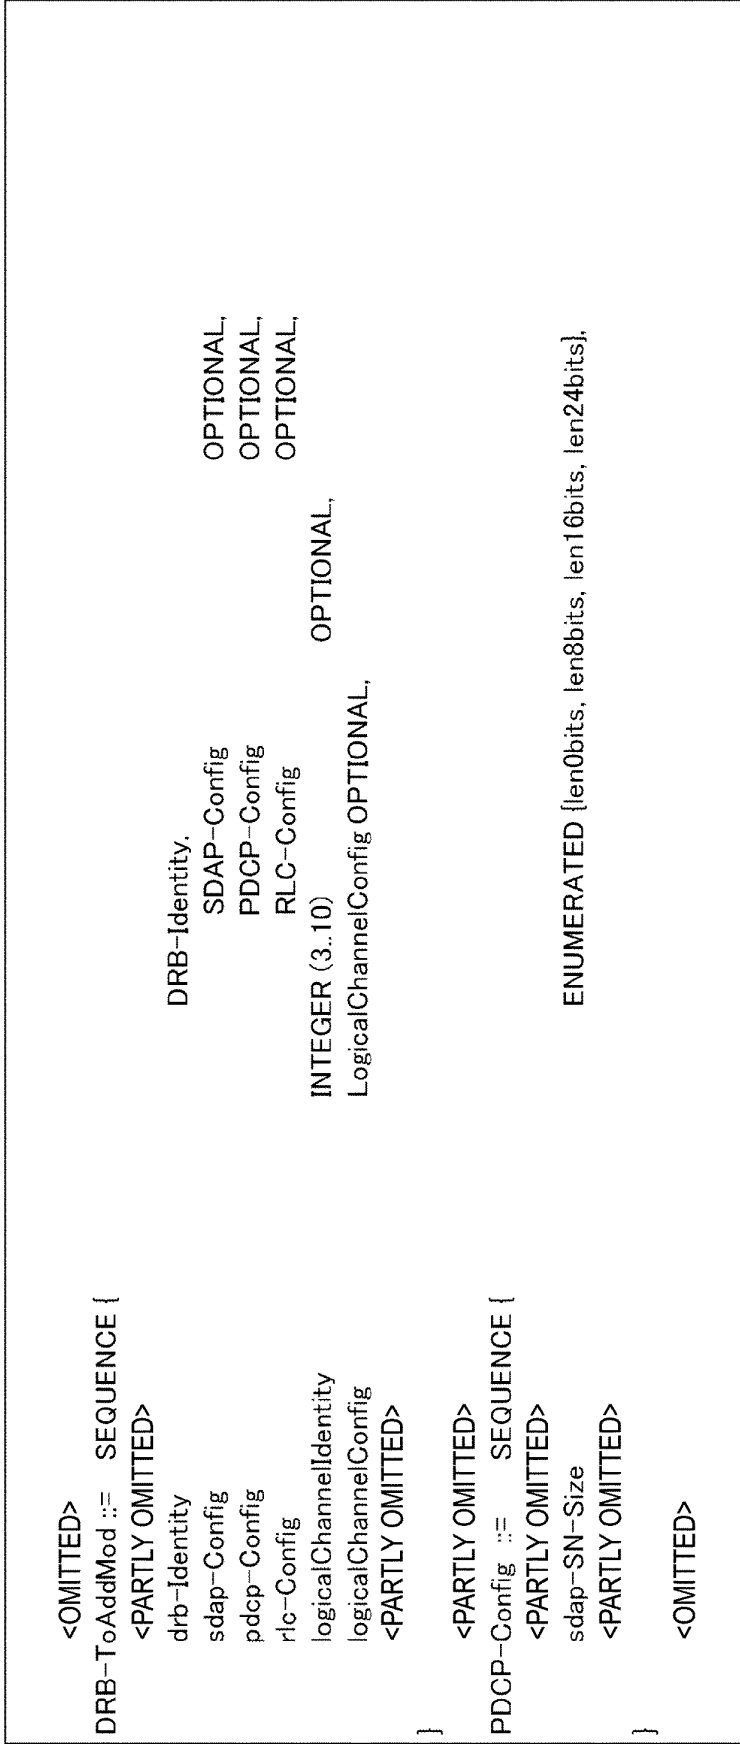 <OMITTED>
DRB-ToAddMod ::= SEQUENCE {
<PARTLY OMITTED>
drb-Identity DRB-Identity.
sdap-Config SDAP-Config OPTIONAL,
pdcp-Config PDCP-Config OPTIONAL,
rlc-Config RLC-Config OPTIONAL,
logicalChannelIdentity INTEGER (3..10) OPTIONAL,
logicalChannelConfig LogicalChannelConfig OPTIONAL,
<PARTLY OMITTED>
}
<PARTLY OMITTED>
PDCP-Config ::= SEQUENCE {
<PARTLY OMITTED>
sdap-SN-Size ENUMERATED {len0bits, len8bits, len16bits, len24bits},
<PARTLY OMITTED>
}
<OMITTED>